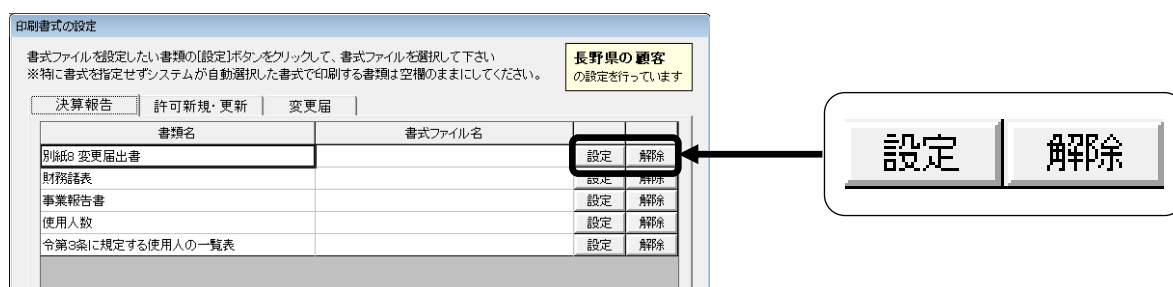 印刷書式の設定
書式ファイルを設定したい書類の[設定]ボタンをクリックして、書式ファイルを選択して下さい
※特に書式を指定せずシステムが自動選択した書式で印刷する書類は空欄のままにしてください。
長野県の 顧客
の設定を行っています
決算報告 許可新規・更新 変更届
書類名 書式ファイル名
別紙8 変更届出書 設定 解除
財務諸表 設定 解除
事業報告書 設定 解除
使用人数 設定 解除
令第3条に規定する使用人の一覧表 設定 解除
設定 解除